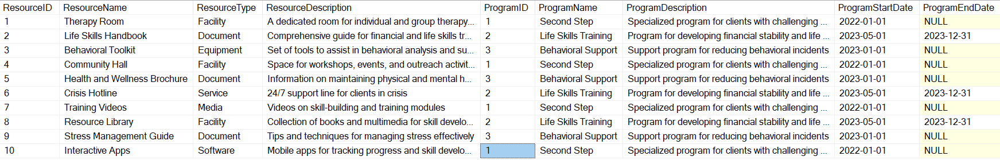 ResourceID ResourceName ResourceType ResourceDescription ProgramID ProgramName ProgramDescription ProgramStartDate ProgramEndDate
1 Therapy Room Facility A dedicated room for individual and group therapy... 1 Second Step Specialized program for clients with challenging ... 2022-01-01 NULL
2 Life Skills Handbook Document Comprehensive guide for financial and life skills tr... 2 Life Skills Training Program for developing financial stability and life ... 2023-05-01 2023-12-31
3 Behavioral Toolkit Equipment Set of tools to assist in behavioral analysis and su... 3 Behavioral Support Support program for reducing behavioral incidents 2023-01-01 NULL
4 Community Hall Facility Space for workshops, events, and outreach activit... 1 Second Step Specialized program for clients with challenging ... 2022-01-01 NULL
5 Health and Wellness Brochure Document Information on maintaining physical and mental h... 3 Behavioral Support Support program for reducing behavioral incidents 2023-01-01 NULL
6 Crisis Hotline Service 24/7 support line for clients in crisis 2 Life Skills Training Program for developing financial stability and life ... 2023-05-01 2023-12-31
7 Training Videos Media Videos on skill-building and training modules 1 Second Step Specialized program for clients with challenging ... 2022-01-01 NULL
8 Resource Library Facility Collection of books and multimedia for skill develo... 2 Life Skills Training Program for developing financial stability and life ... 2023-05-01 2023-12-31
9 Stress Management Guide Document Tips and techniques for managing stress effectively 3 Behavioral Support Support program for reducing behavioral incidents 2023-01-01 NULL
10 Interactive Apps Software Mobile apps for tracking progress and skill develo... 1 Second Step Specialized program for clients with challenging ... 2022-01-01 NULL